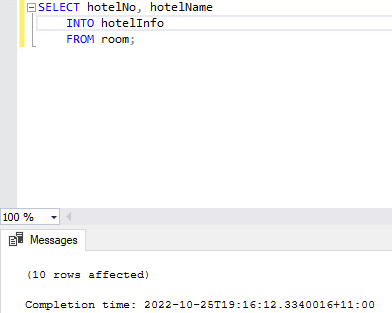 SELECT hotelNo, hotelName
INTO hotelInfo
FROM room;
100 %
Messages
(10 rows affected)
Completion time: 2022-10-25T19:16:12.3340016+11:00